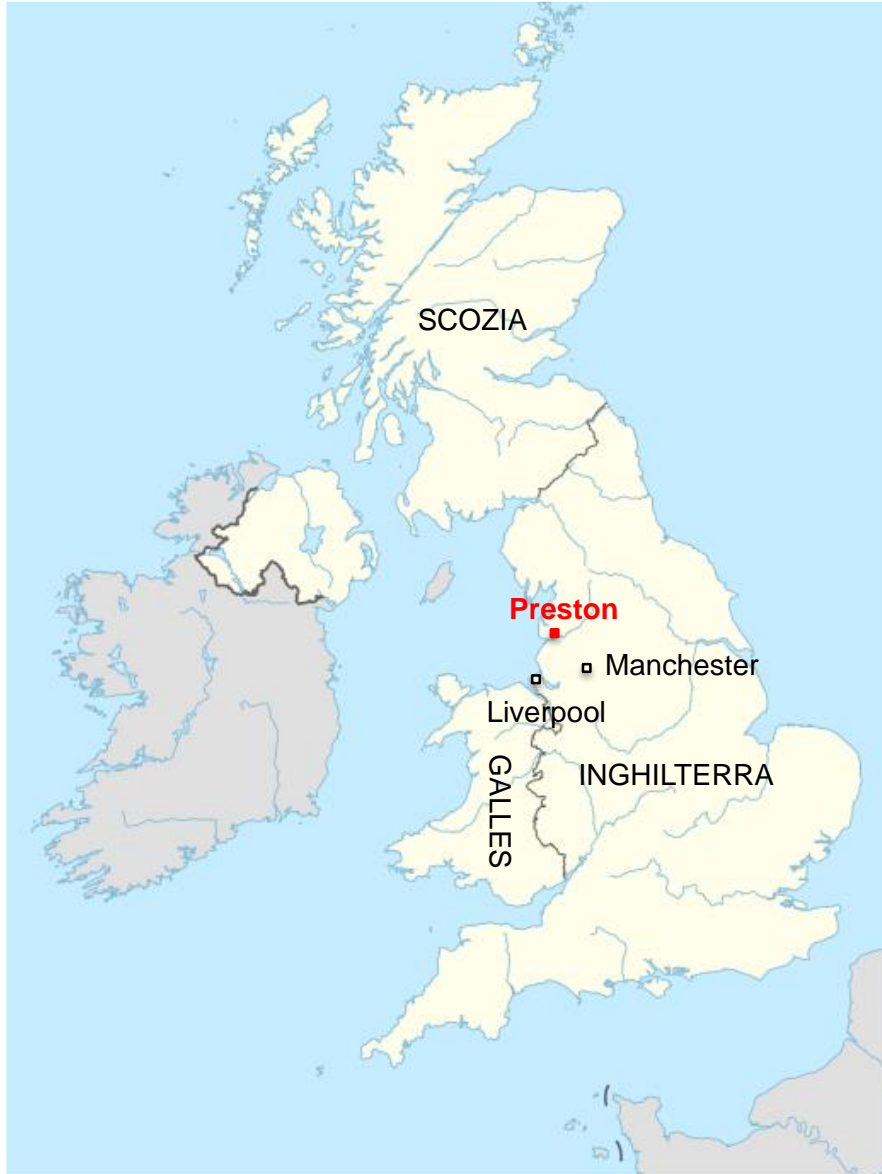 SCOZIA
Preston
Manchester
Liverpool
GALLES
INGHILTERRA